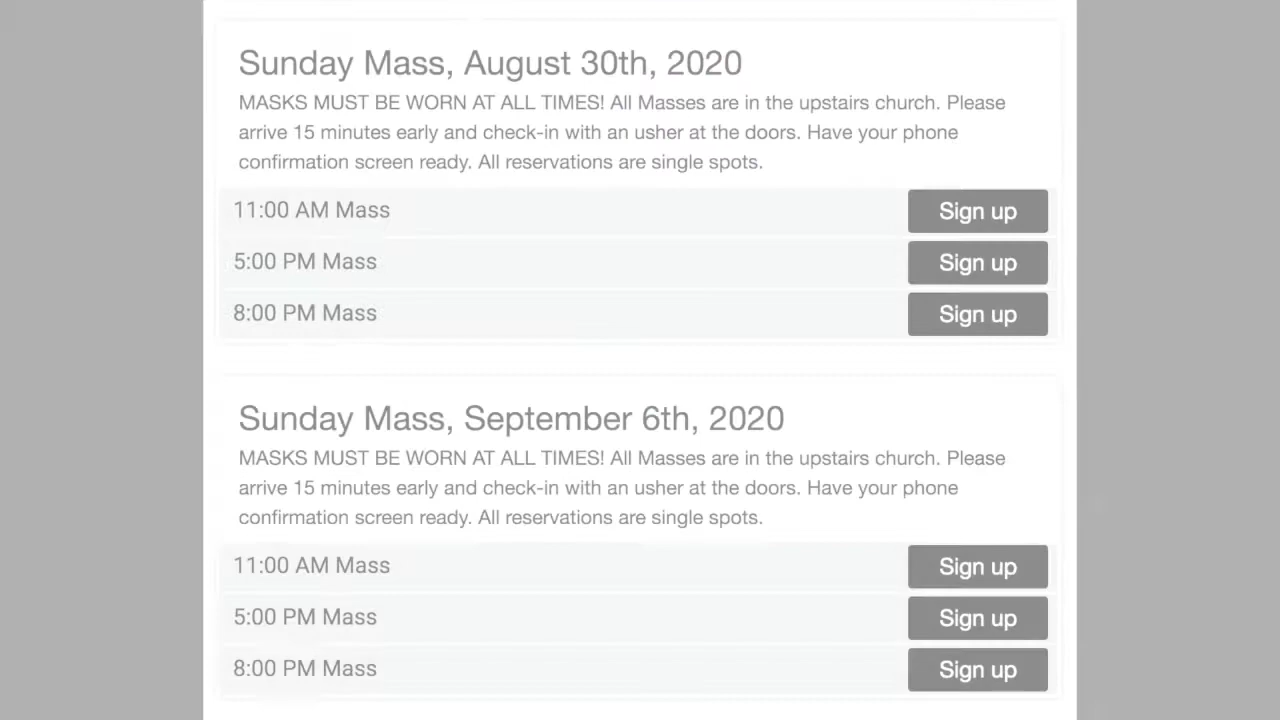 Sunday Mass, August 30th, 2020
MASKS MUST BE WORN AT ALL TIMES! All Masses are in the upstairs church. Please
arrive 15 minutes early and check-in with an usher at the doors. Have your phone
confirmation screen ready. All reservations are single spots.
11:00 AM Mass Sign up
5:00 PM Mass Sign up
8:00 PM Mass Sign up
Sunday Mass, September 6th, 2020
MASKS MUST BE WORN AT ALL TIMES! All Masses are in the upstairs church. Please
arrive 15 minutes early and check-in with an usher at the doors. Have your phone
confirmation screen ready. All reservations are single spots.
11:00 AM Mass Sign up
5:00 PM Mass Sign up
8:00 PM Mass Sign up